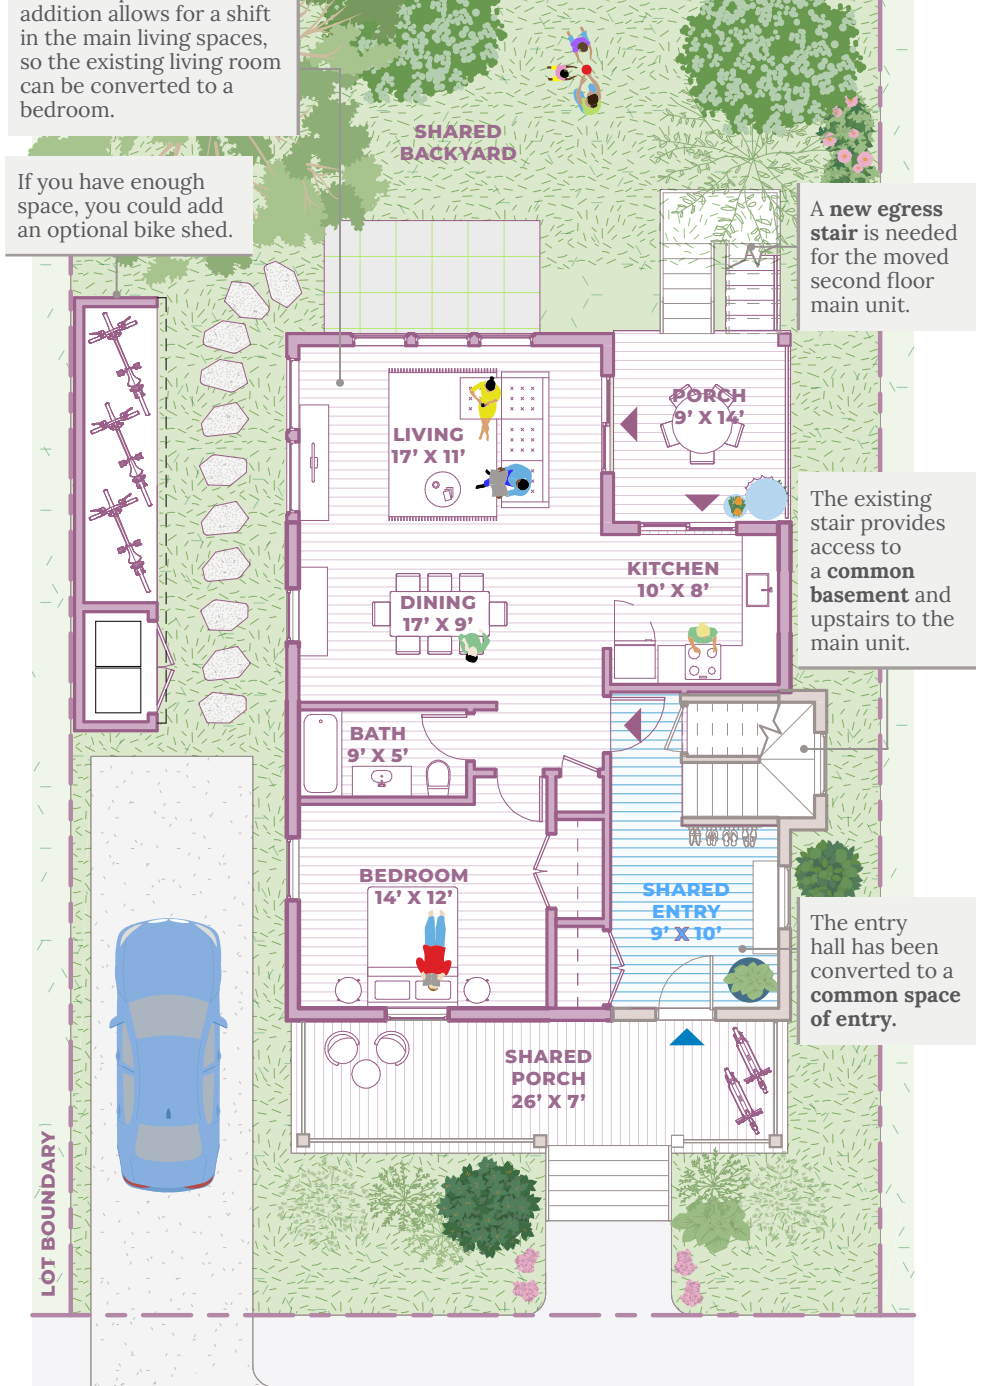 addition allows for a shift
in the main living spaces,
so the existing living room
can be converted to a
bedroom.
SHARED
BACKYARD
If you have enough
space, you could add
an optional bike shed.
A new egress
stair is needed
for the moved
second floor
main unit.
PORCH
9’ X 14’
LIVING
17’ X 11’
The existing
stair provides
access to
a common
basement and
upstairs to the
main unit.
KITCHEN
10’ X 8’
DINING
17’ X 9’
BATH
9’ X 5’
BEDROOM
14’ X 12’
SHARED
ENTRY
9’ X 10’
The entry
hall has been
converted to a
common space
of entry.
SHARED
PORCH
26’ X 7’
LOT BOUNDARY